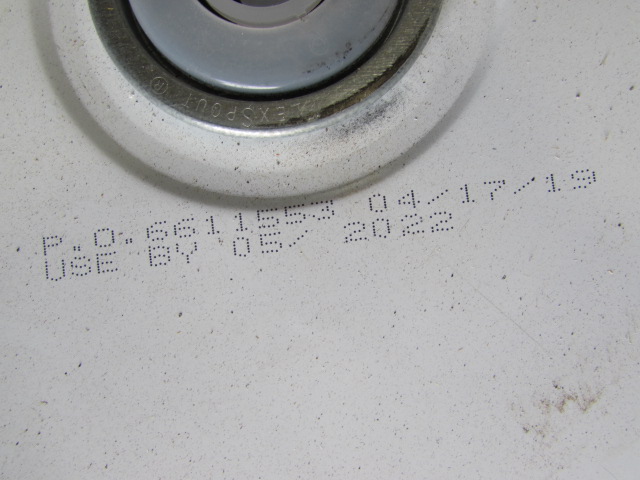 FLEXSPOUT ®
P.O.6611553 04/17/19
USE BY 05/ 2022